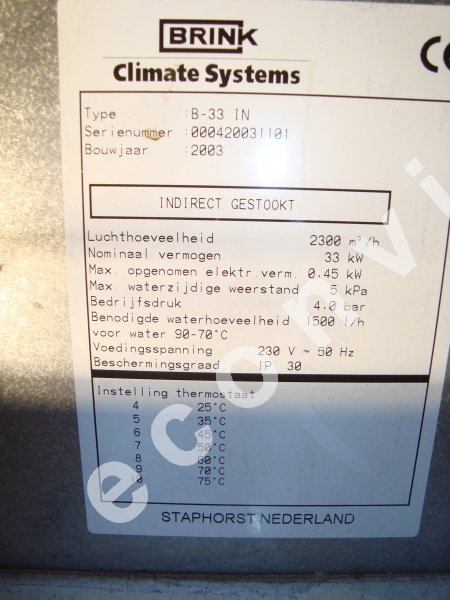 BRINK
Climate Systems
CE
Type :B-33 IN
Serienummer :000420031101
Bouwjaar :2003
INDIRECT GESTOOKT
Luchthoeveelheid 2300 m³/h
Nominaal vermogen 33 kW
Max. opgenomen elektr.verm. 0.45 kW
Max. waterzijdige weerstand 5 kPa
Bedrijfsdruk 4.0 bar
Benodigde waterhoeveelheid 1500 l/h
voor water 90-70°C
Voedingsspanning 230 V ~ 50 Hz
Beschermingsgraad IP 30
Instelling thermostaat
4 25°C
5 35°C
6 45°C
7 50°C
8 60°C
9 70°C
10 75°C
STAPHORST NEDERLAND
econvi